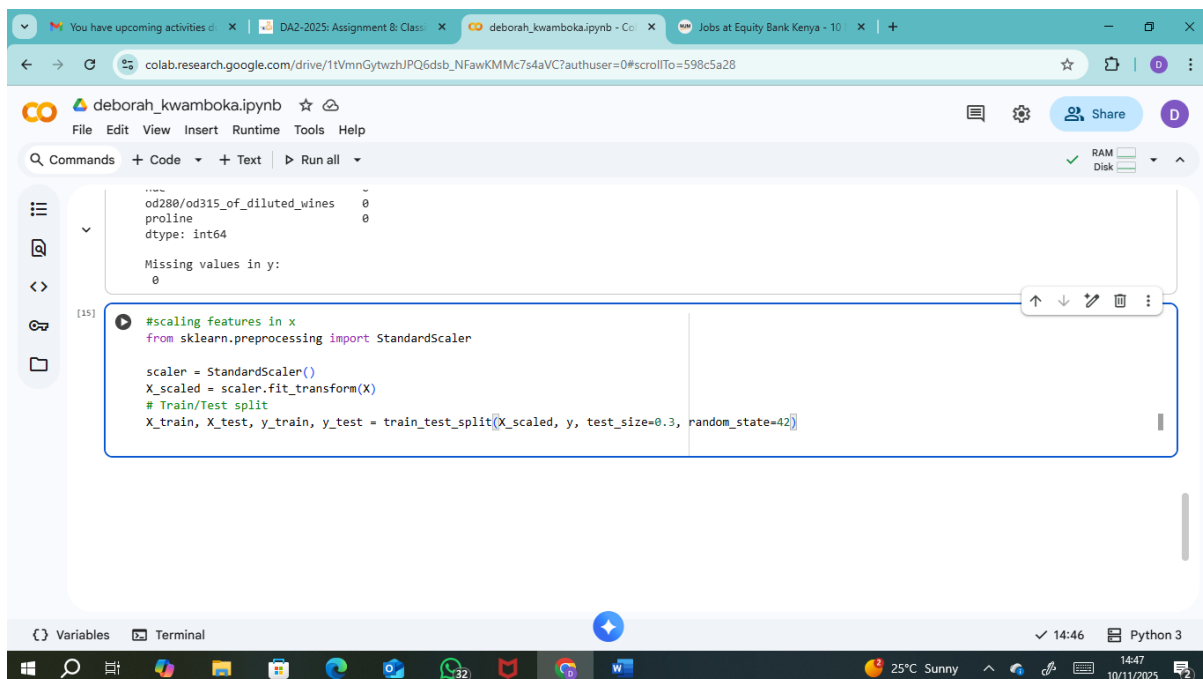 You have upcoming activities d
DA2-2025: Assignment 8: Classi
deborah_kwamboka.ipynb - Co
Jobs at Equity Bank Kenya - 10
colab.research.google.com/drive/1tVmnGytwzhJPQ6dsb_NFawKMMc7s4aVC?authuser=0#scrollTo=598c5a28
D
deborah_kwamboka.ipynb
File Edit View Insert Runtime Tools Help
Share
D
Commands + Code + Text Run all
RAM
Disk
od280/od315_of_diluted_wines 0
proline 0
dtype: int64
Missing values in y:
0
[15]
#scaling features in x
from sklearn.preprocessing import StandardScaler
scaler = StandardScaler()
X_scaled = scaler.fit_transform(X)
# Train/Test split
X_train, X_test, y_train, y_test = train_test_split(X_scaled, y, test_size=0.3, random_state=42)
{} Variables Terminal
14:46 Python 3
32
2
25°C Sunny
14:47
10/11/2025
2